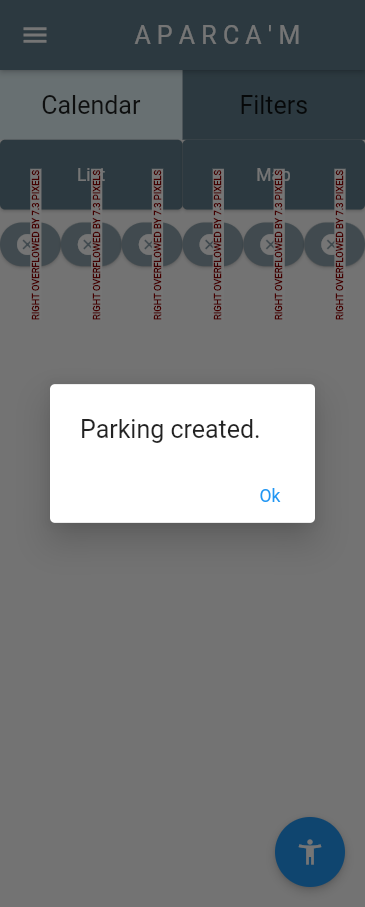 APARCA'M
Calendar
Filters
List
Map
RIGHT OVERFLOWED BY 7.3 PIXELS
RIGHT OVERFLOWED BY 7.3 PIXELS
RIGHT OVERFLOWED BY 7.3 PIXELS
RIGHT OVERFLOWED BY 7.3 PIXELS
RIGHT OVERFLOWED BY 7.3 PIXELS
RIGHT OVERFLOWED BY 7.3 PIXELS
Parking created.
Ok